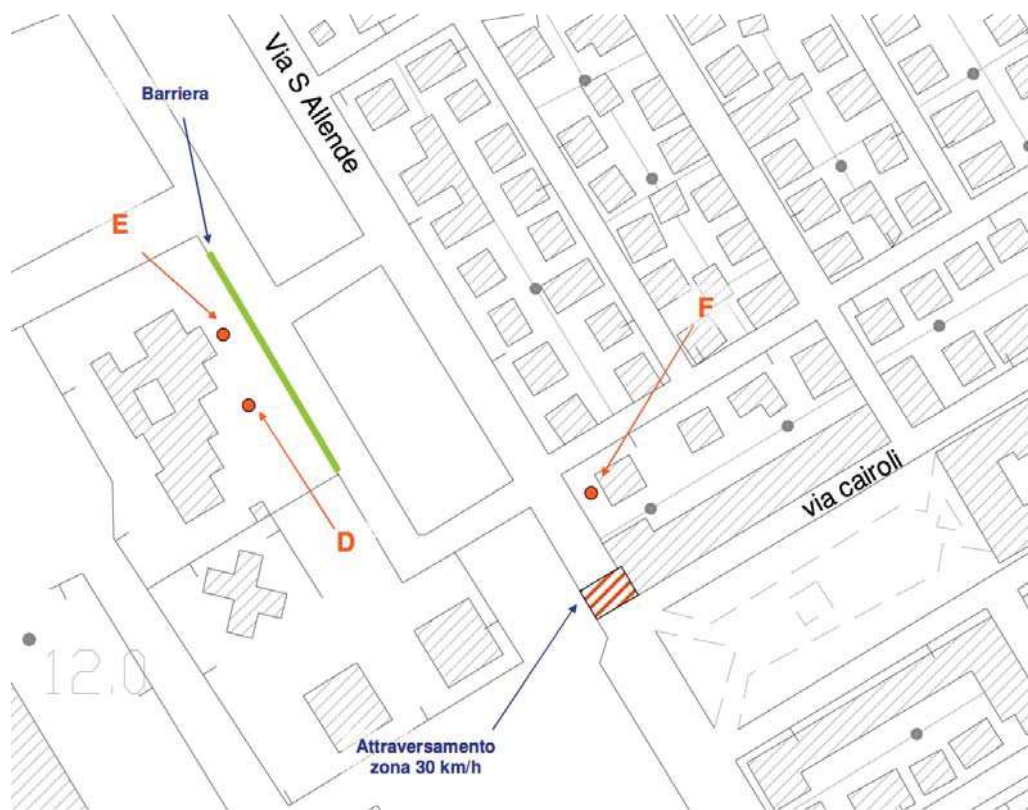 Via S Allende
Barriera
E
F
via cairoli
D
12.0
Attraversamento
zona 30 km/h